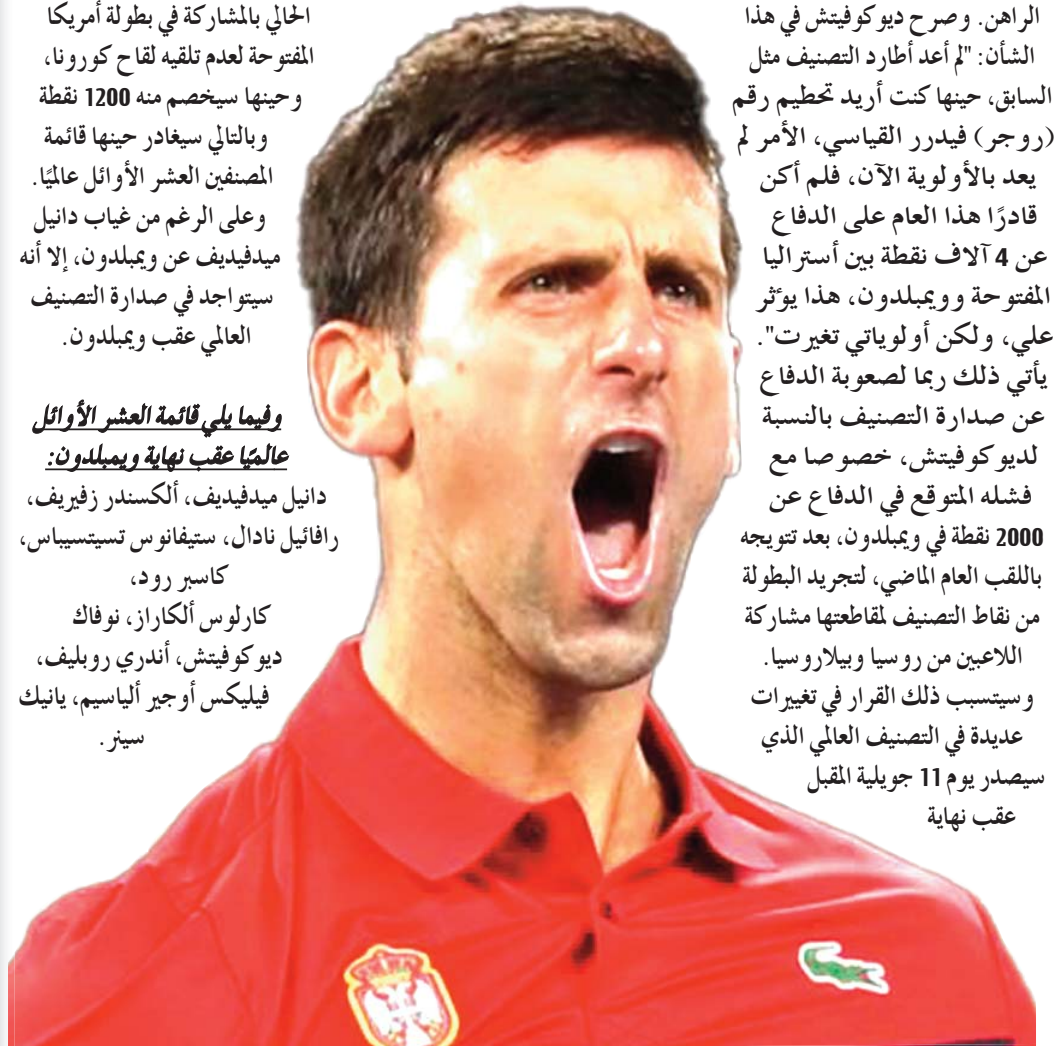 الراهن. وصرح ديوكوفيتش في هذا
الشأن: "لم أعد أطارد التصنيف مثل
السابق، حينها كنت أريد تحطيم رقم
(روجر) فيدرر القياسي، الأمر لم
يعد بالأولوية الآن، فلم أكن
قادرًا هذا العام على الدفاع
عن 4 آلاف نقطة بين أستراليا
المفتوحة وويمبلدون، هذا يؤثر
علي، ولكن أولوياتي تغيرت".
يأتي ذلك ربما لصعوبة الدفاع
عن صدارة التصنيف بالنسبة
لديوكوفيتش، خصوصا مع
فشله المتوقع في الدفاع عن
2000 نقطة في ويمبلدون، بعد تتويجه
باللقب العام الماضي، لتجريد البطولة
من نقاط التصنيف لمقاطعتها مشاركة
اللاعبين من روسيا وبيلاروسيا.
وسيتسبب ذلك القرار في تغييرات
عديدة في التصنيف العالمي الذي
سيصدر يوم 11 جويلية المقبل
عقب نهاية
الحالي بالمشاركة في بطولة أمريكا
المفتوحة لعدم تلقيه لقاح كورونا،
وحينها سيخصم منه 1200 نقطة
وبالتالي سيغادر حينها قائمة
المصنفين العشر الأوائل عالميًا.
وعلى الرغم من غياب دانيل
ميدفيديف عن ويمبلدون، إلا أنه
سيتواجد في صدارة التصنيف
العالمي عقب ويمبلدون.
وفيما يلي قائمة العشر الأوائل
عالميًا عقب نهاية ويمبلدون:
دانيل ميدفيديف، ألكسندر زفيريف،
رافائيل نادال، ستيفانوس تسيتسيباس،
كاسبر رود،
كارلوس ألكاراز، نوفاك
ديوكوفيتش، أندري روبليف،
فيليكس أوجير ألياسيم، يانيك
سينر.